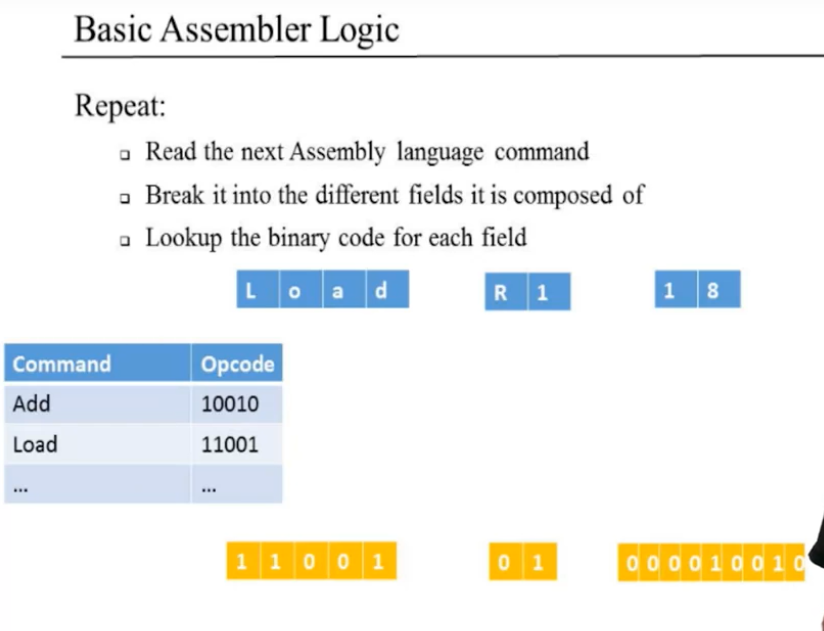 Basic Assembler Logic
Repeat:
Read the next Assembly language command
Break it into the different fields it is composed of
Lookup the binary code for each field
L o a d R 1 1 8
Command Opcode
Add 10010
Load 11001
... ...
1 1 0 0 1 0 1 0 0 0 0 1 0 0 1 0